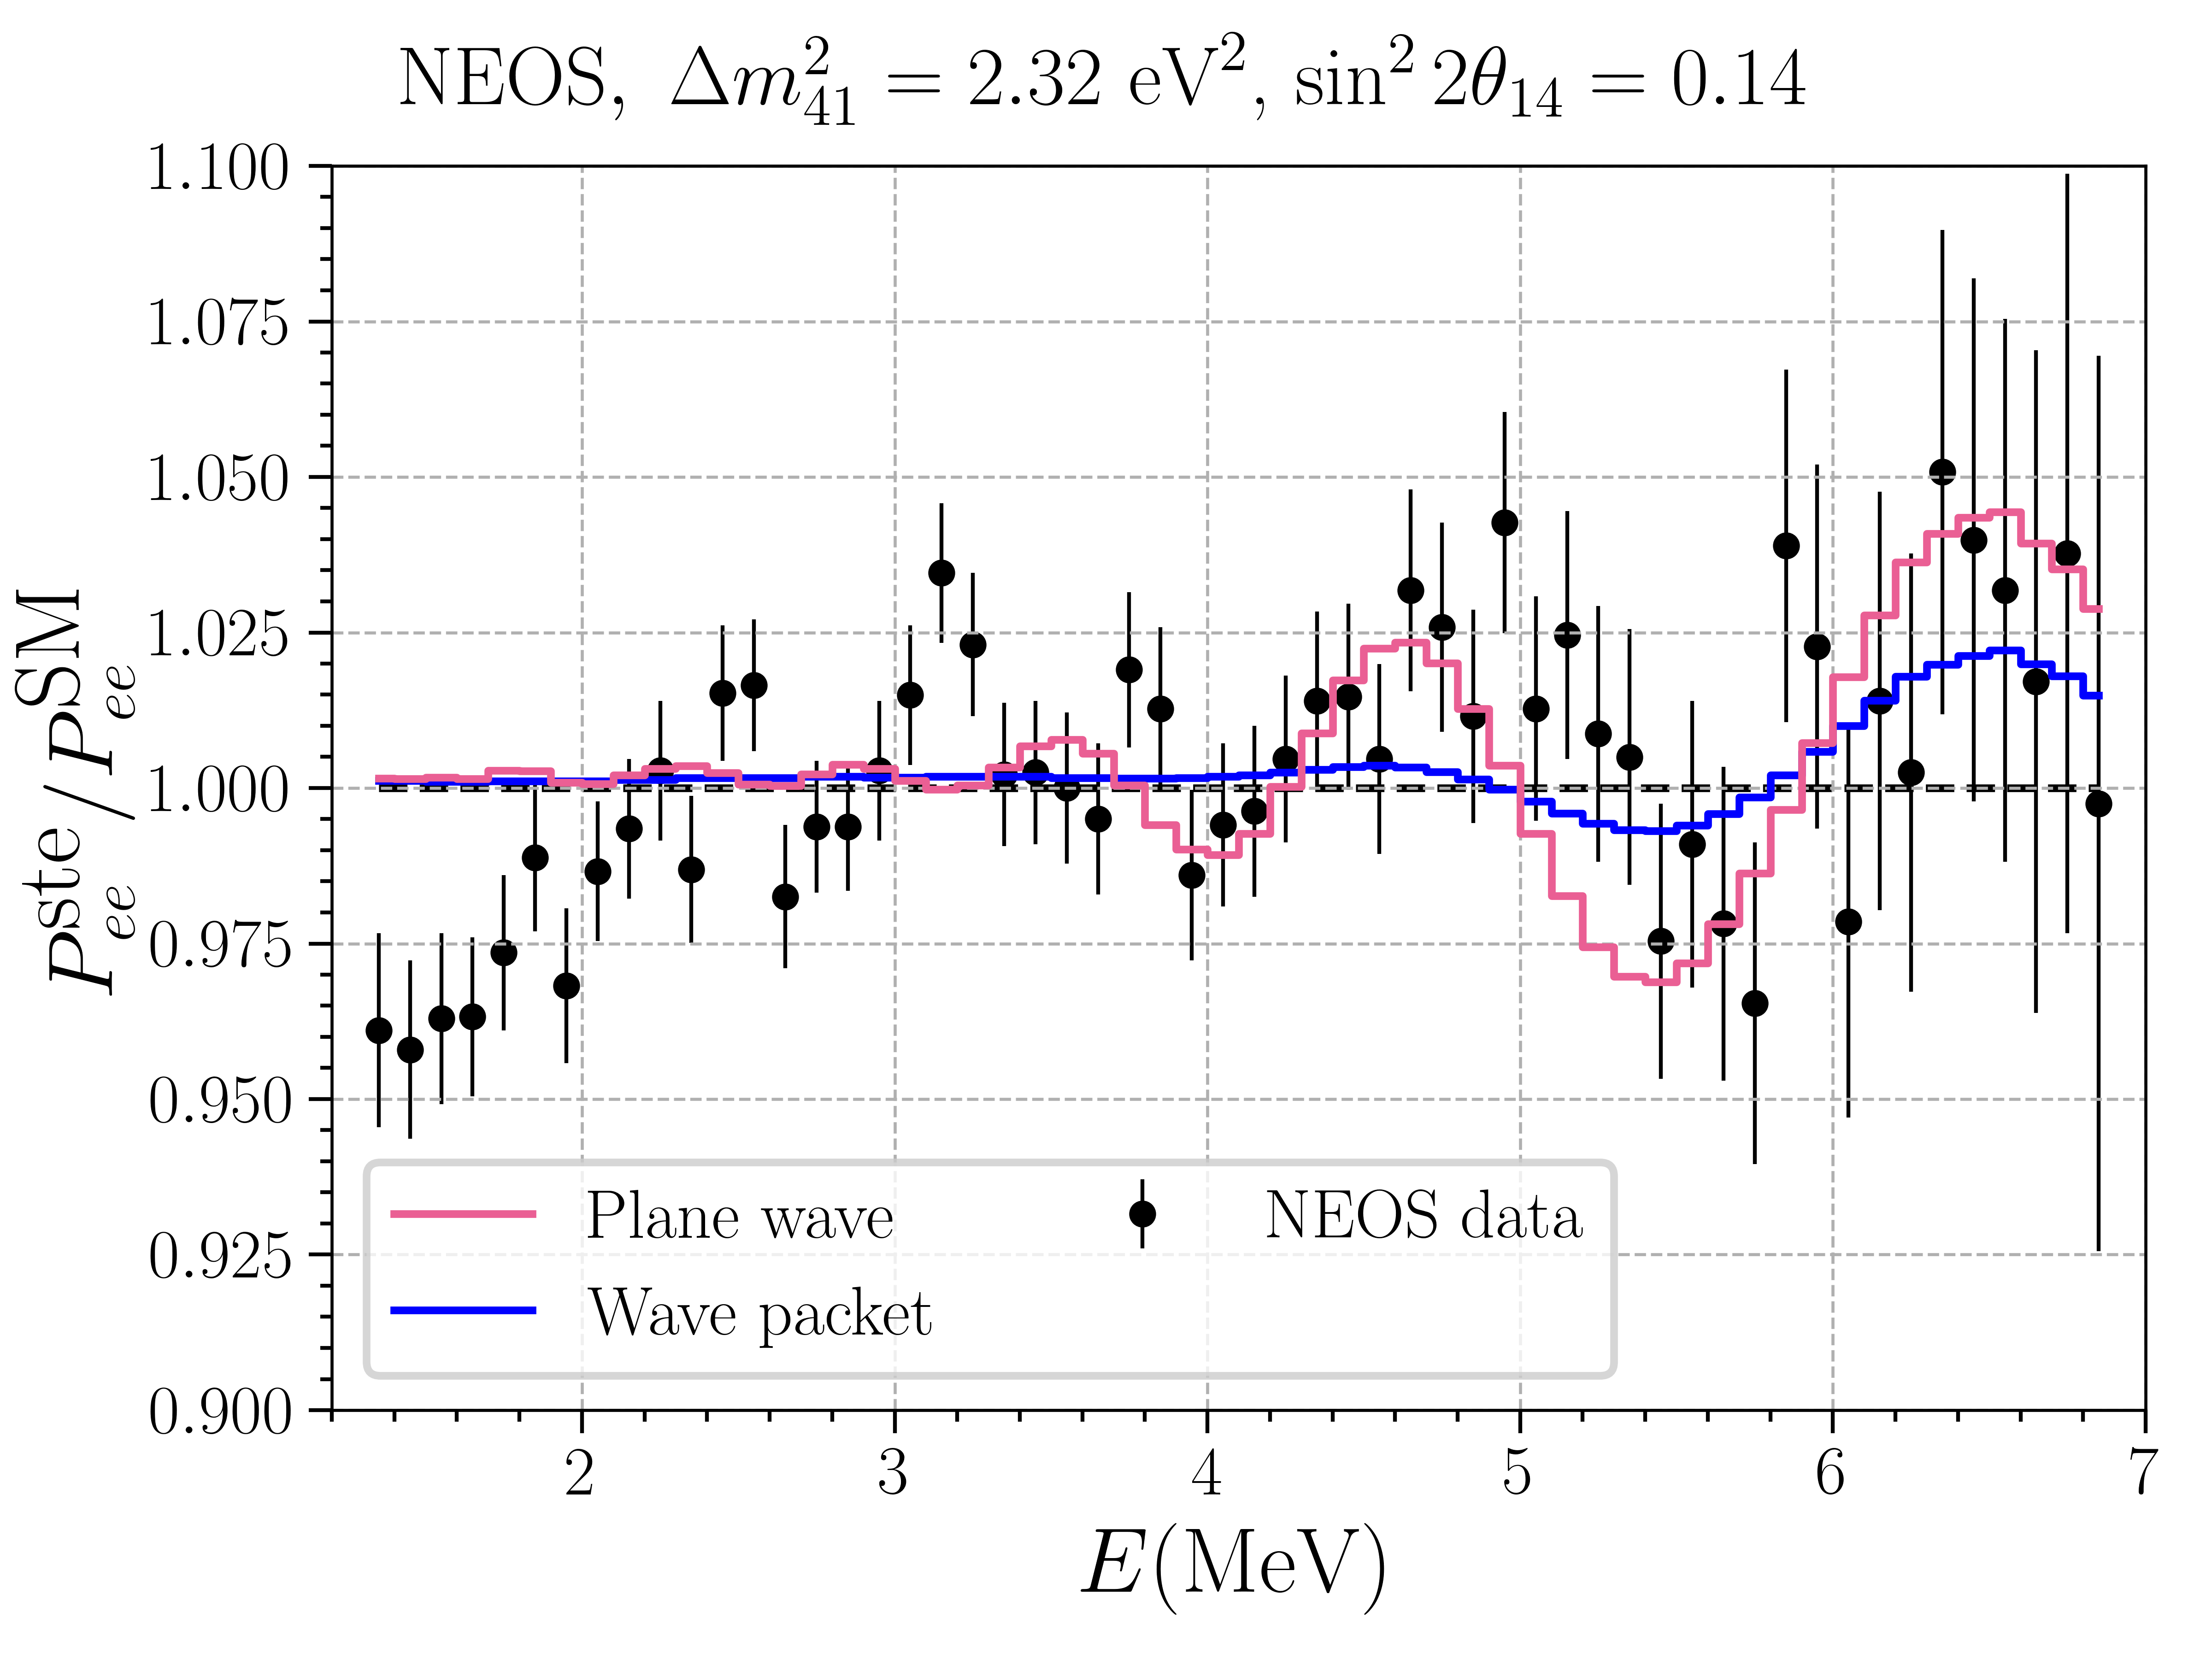 NEOS, Δm²₄₁ = 2.32 eV², sin² 2θ₁₄ = 0.14
P^ste_ee / P^SM_ee
1.100
1.075
1.050
1.025
1.000
0.975
0.950
0.925
0.900
Plane wave
Wave packet
NEOS data
2 3 4 5 6 7
E(MeV)